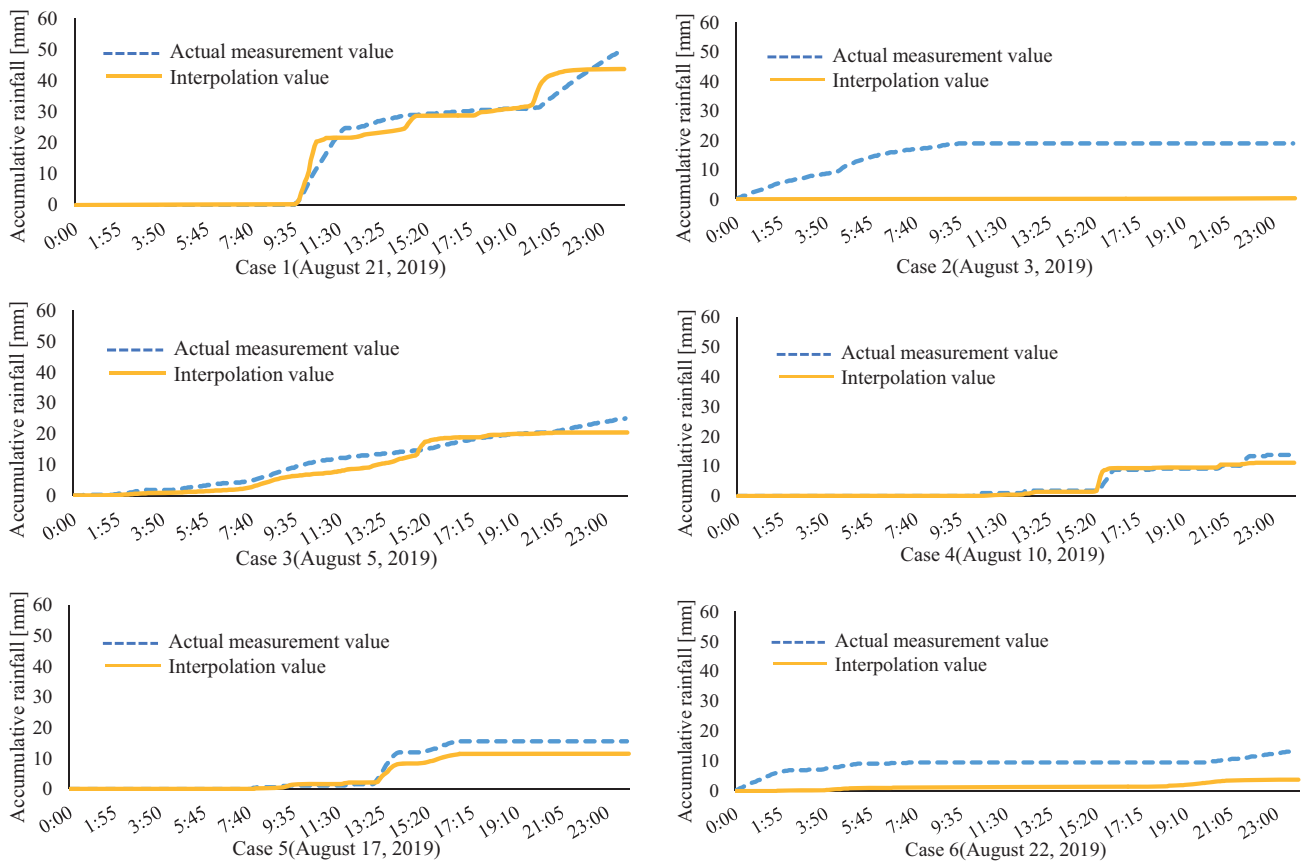 Accumulative rainfall [mm]
60
50
40
30
20
10
0
Actual measurement value
Interpolation value
0:00 1:55 3:50 5:45 7:40 9:35 11:30 13:25 15:20 17:15 19:10 21:05 23:00
Case 1(August 21, 2019)
Accumulative rainfall [mm]
60
50
40
30
20
10
0
Actual measurement value
Interpolation value
0:00 1:55 3:50 5:45 7:40 9:35 11:30 13:25 15:20 17:15 19:10 21:05 23:00
Case 2(August 3, 2019)
Accumulative rainfall [mm]
60
50
40
30
20
10
0
Actual measurement value
Interpolation value
0:00 1:55 3:50 5:45 7:40 9:35 11:30 13:25 15:20 17:15 19:10 21:05 23:00
Case 3(August 5, 2019)
Accumulative rainfall [mm]
60
50
40
30
20
10
0
Actual measurement value
Interpolation value
0:00 1:55 3:50 5:45 7:40 9:35 11:30 13:25 15:20 17:15 19:10 21:05 23:00
Case 4(August 10, 2019)
Accumulative rainfall [mm]
60
50
40
30
20
10
0
Actual measurement value
Interpolation value
0:00 1:55 3:50 5:45 7:40 9:35 11:30 13:25 15:20 17:15 19:10 21:05 23:00
Case 5(August 17, 2019)
Accumulative rainfall [mm]
60
50
40
30
20
10
0
Actual measurement value
Interpolation value
0:00 1:55 3:50 5:45 7:40 9:35 11:30 13:25 15:20 17:15 19:10 21:05 23:00
Case 6(August 22, 2019)